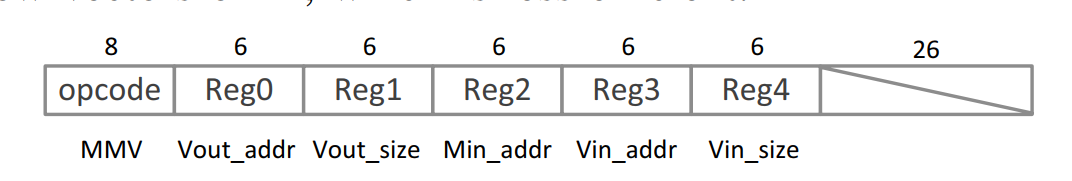 8 6 6 6 6 6 26
opcode Reg0 Reg1 Reg2 Reg3 Reg4
MMV Vout_addr Vout_size Min_addr Vin_addr Vin_size